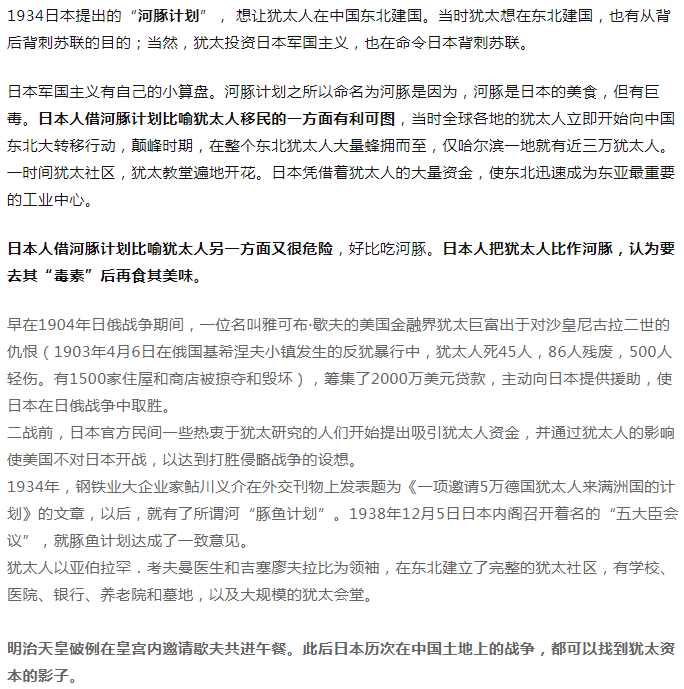 1934日本提出的“河豚计划”，想让犹太人在中国东北建国。当时犹太想在东北建国，也有从背
后背刺苏联的目的；当然，犹太投资日本军国主义，也在命令日本背刺苏联。
日本军国主义有自己的小算盘。河豚计划之所以命名为河豚是因为，河豚是日本的美食，但有巨
毒。日本人借河豚计划比喻犹太人移民的一方面有利可图，当时全球各地的犹太人立即开始向中国
东北大转移行动，颠峰时期，在整个东北犹太人大量蜂拥而至，仅哈尔滨一地就有近三万犹太人。
一时间犹太社区，犹太教堂遍地开花。日本凭借着犹太人的大量资金，使东北迅速成为东亚最重要
的工业中心。
日本人借河豚计划比喻犹太人另一方面又很危险，好比吃河豚。日本人把犹太人比作河豚，认为要
去其“毒素”后再食其美味。
早在1904年日俄战争期间，一位名叫雅可布·歇夫的美国金融界犹太巨富出于对沙皇尼古拉二世的
仇恨（1903年4月6日在俄国基希涅夫小镇发生的反犹暴行中，犹太人死45人，86人残废，500人
轻伤。有1500家住屋和商店被掠夺和毁坏），筹集了2000万美元贷款，主动向日本提供援助，使
日本在日俄战争中取胜。
二战前，日本官方民间一些热衷于犹太研究的人们开始提出吸引犹太人资金，并通过犹太人的影响
使美国不对日本开战，以达到打胜侵略战争的设想。
1934年，钢铁业大企业家鲇川义介在外交刊物上发表题为《一项邀请5万德国犹太人来满洲国的计
划》的文章，以后，就有了所谓河“豚鱼计划”。1938年12月5日日本内阁召开着名的“五大臣会
议”，就豚鱼计划达成了一致意见。
犹太人以亚伯拉罕．考夫曼医生和吉塞廖夫拉比为领袖，在东北建立了完整的犹太社区，有学校、
医院、银行、养老院和墓地，以及大规模的犹太会堂。
明治天皇破例在皇宫内邀请歇夫共进午餐。此后日本历次在中国土地上的战争，都可以找到犹太资
本的影子。